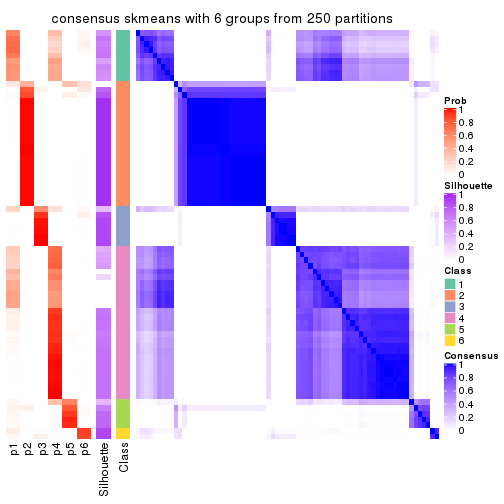 consensus skmeans with 6 groups from 250 partitions
Prob
1
0.8
0.6
0.4
0.2
0
Silhouette
1
0.8
0.6
0.4
0.2
0
Class
1
2
3
4
5
6
Consensus
1
0.8
0.6
0.4
0.2
0
p1
p2
p3
p4
p5
p6
Silhouette
Class